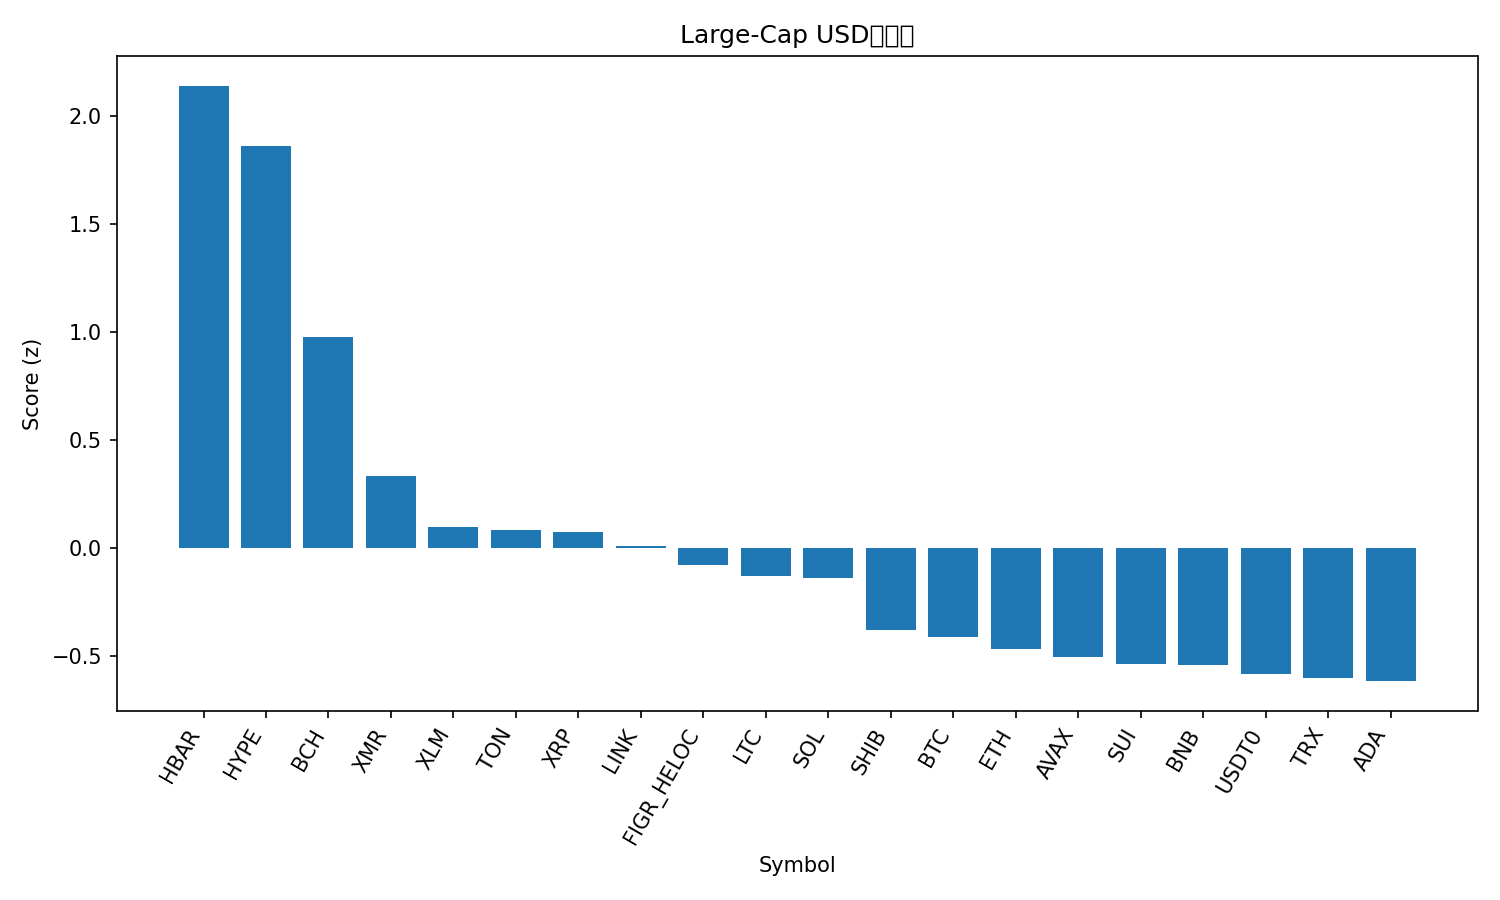 Large-Cap USD
Score (z)
2.0
1.5
1.0
0.5
0.0
−0.5
HBAR
HYPE
BCH
XMR
XLM
TON
XRP
LINK
FIGR_HELOC
LTC
SOL
SHIB
BTC
ETH
AVAX
SUI
BNB
USDT0
TRX
ADA
Symbol